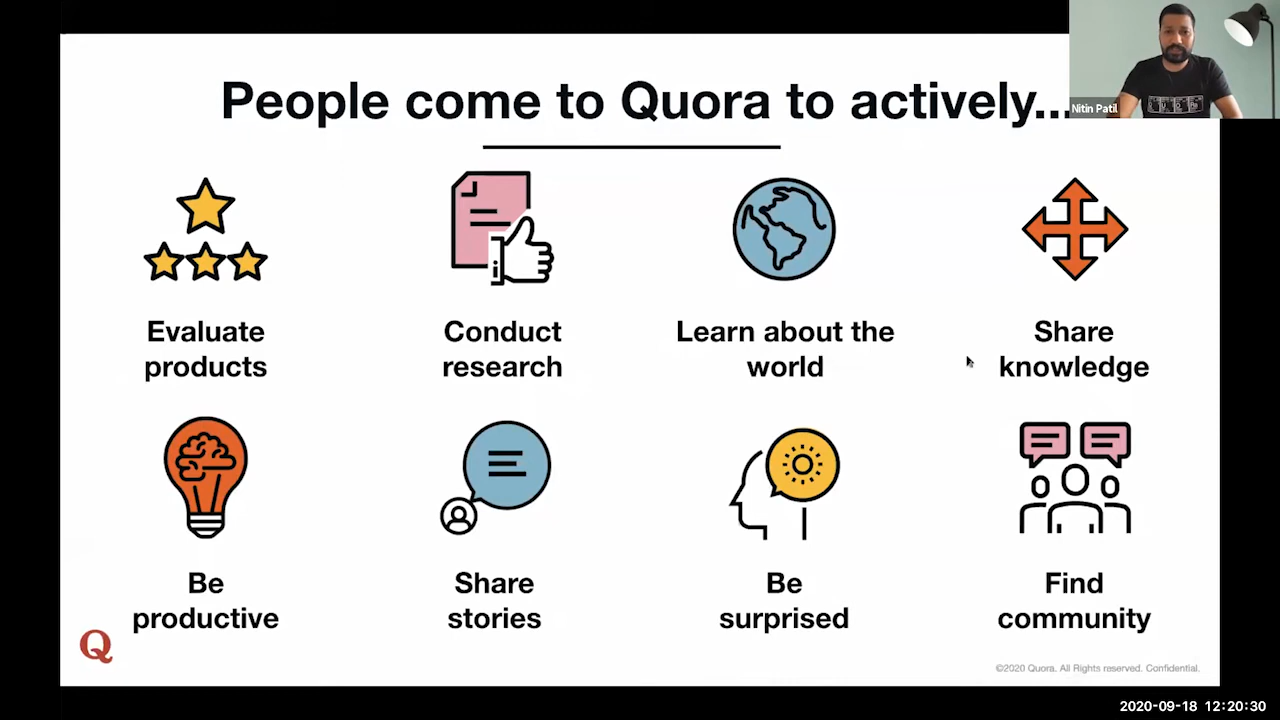 People come to Quora to actively...
Nitin Patil
Evaluate
products
Conduct
research
Learn about the
world
Share
knowledge
Be
productive
Share
stories
Be
surprised
Find
community
Q
©2020 Quora. All Rights reserved. Confidential.
2020-09-18 12:20:30